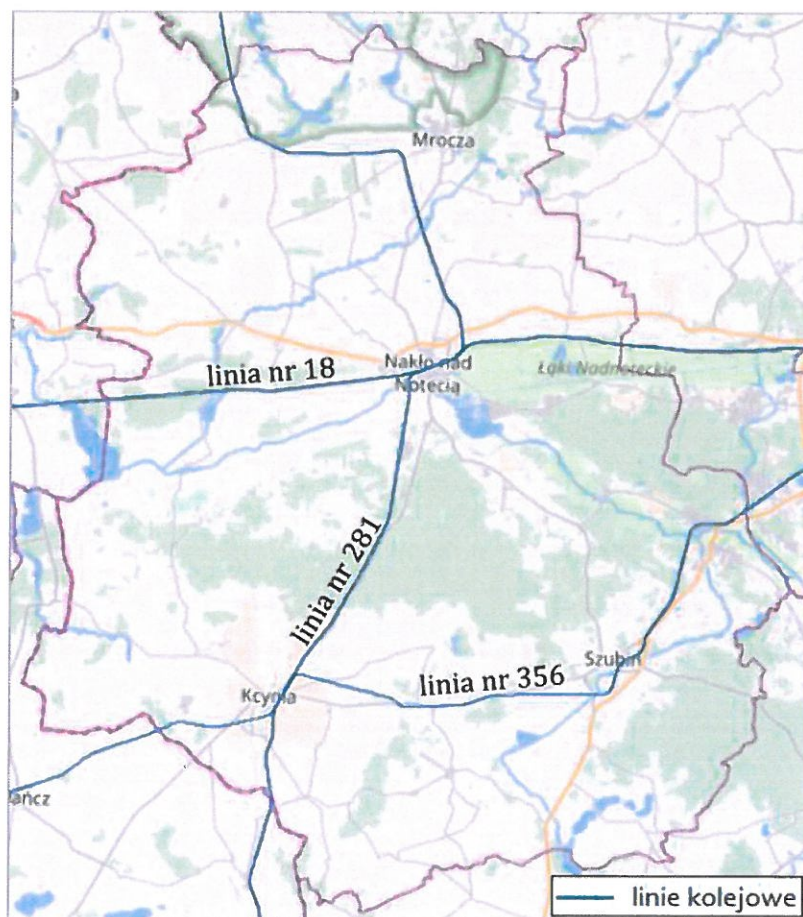 Mrocza
Nakło nad
Notecią
Łąki Nadnoteckie
linia nr 18
linia nr 281
Szubin
linia nr 356
Kcynia
ańcz
linie kolejowe